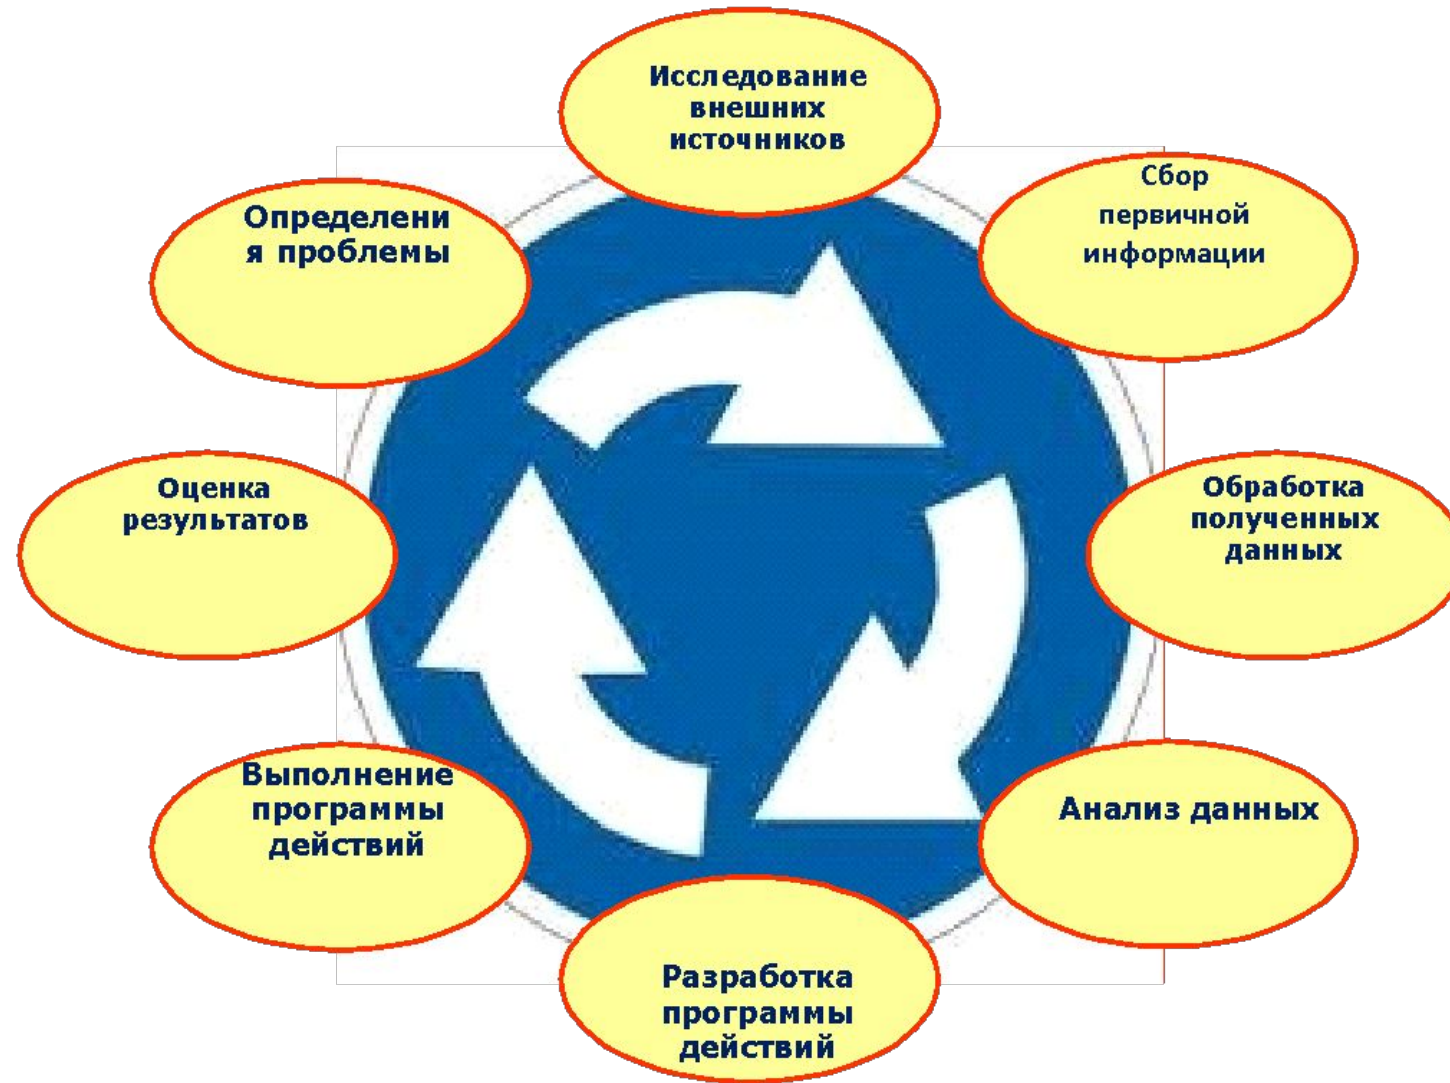 Исследование
внешних
источников
Сбор
первичной
информации
Определени
я проблемы
Оценка
результатов
Обработка
полученных
данных
Выполнение
программы
действий
Анализ данных
Разработка
программы
действий